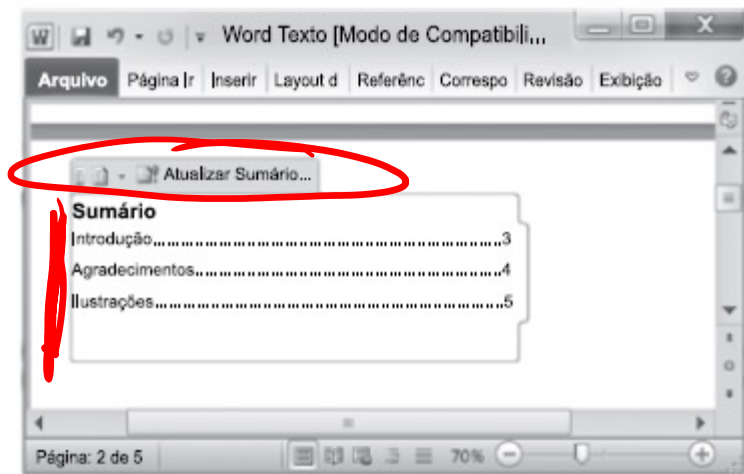 Word Texto [Modo de Compatibili...
Arquivo Página Ir Inserir Layout d Referênc Correspo Revisão Exibição
Atualizar Sumário...
Sumário
Introdução.....3
Agradecimentos.....4
Ilustrações.....5
Página: 2 de 5 70%